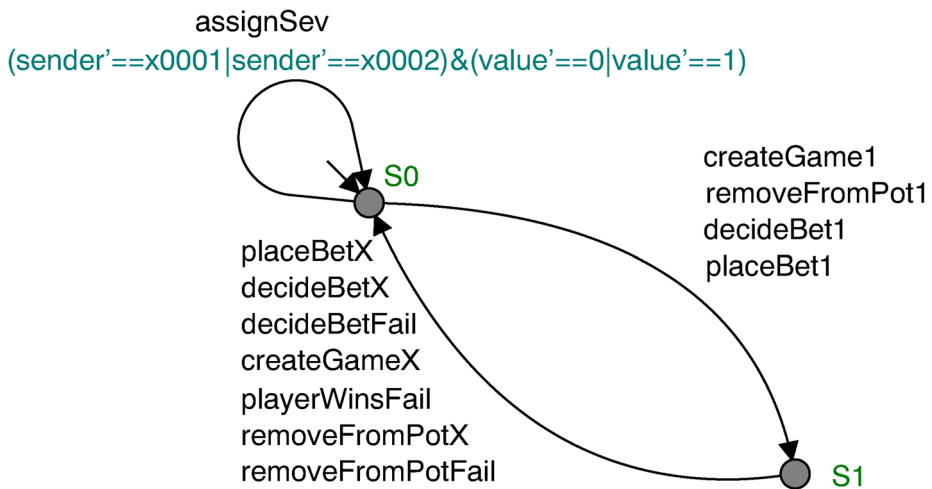 assignSev
(sender’==x0001|sender’==x0002)&(value’==0|value’==1)
S0
createGame1
removeFromPot1
decideBet1
placeBet1
placeBetX
decideBetX
decideBetFail
createGameX
playerWinsFail
removeFromPotX
removeFromPotFail
S1